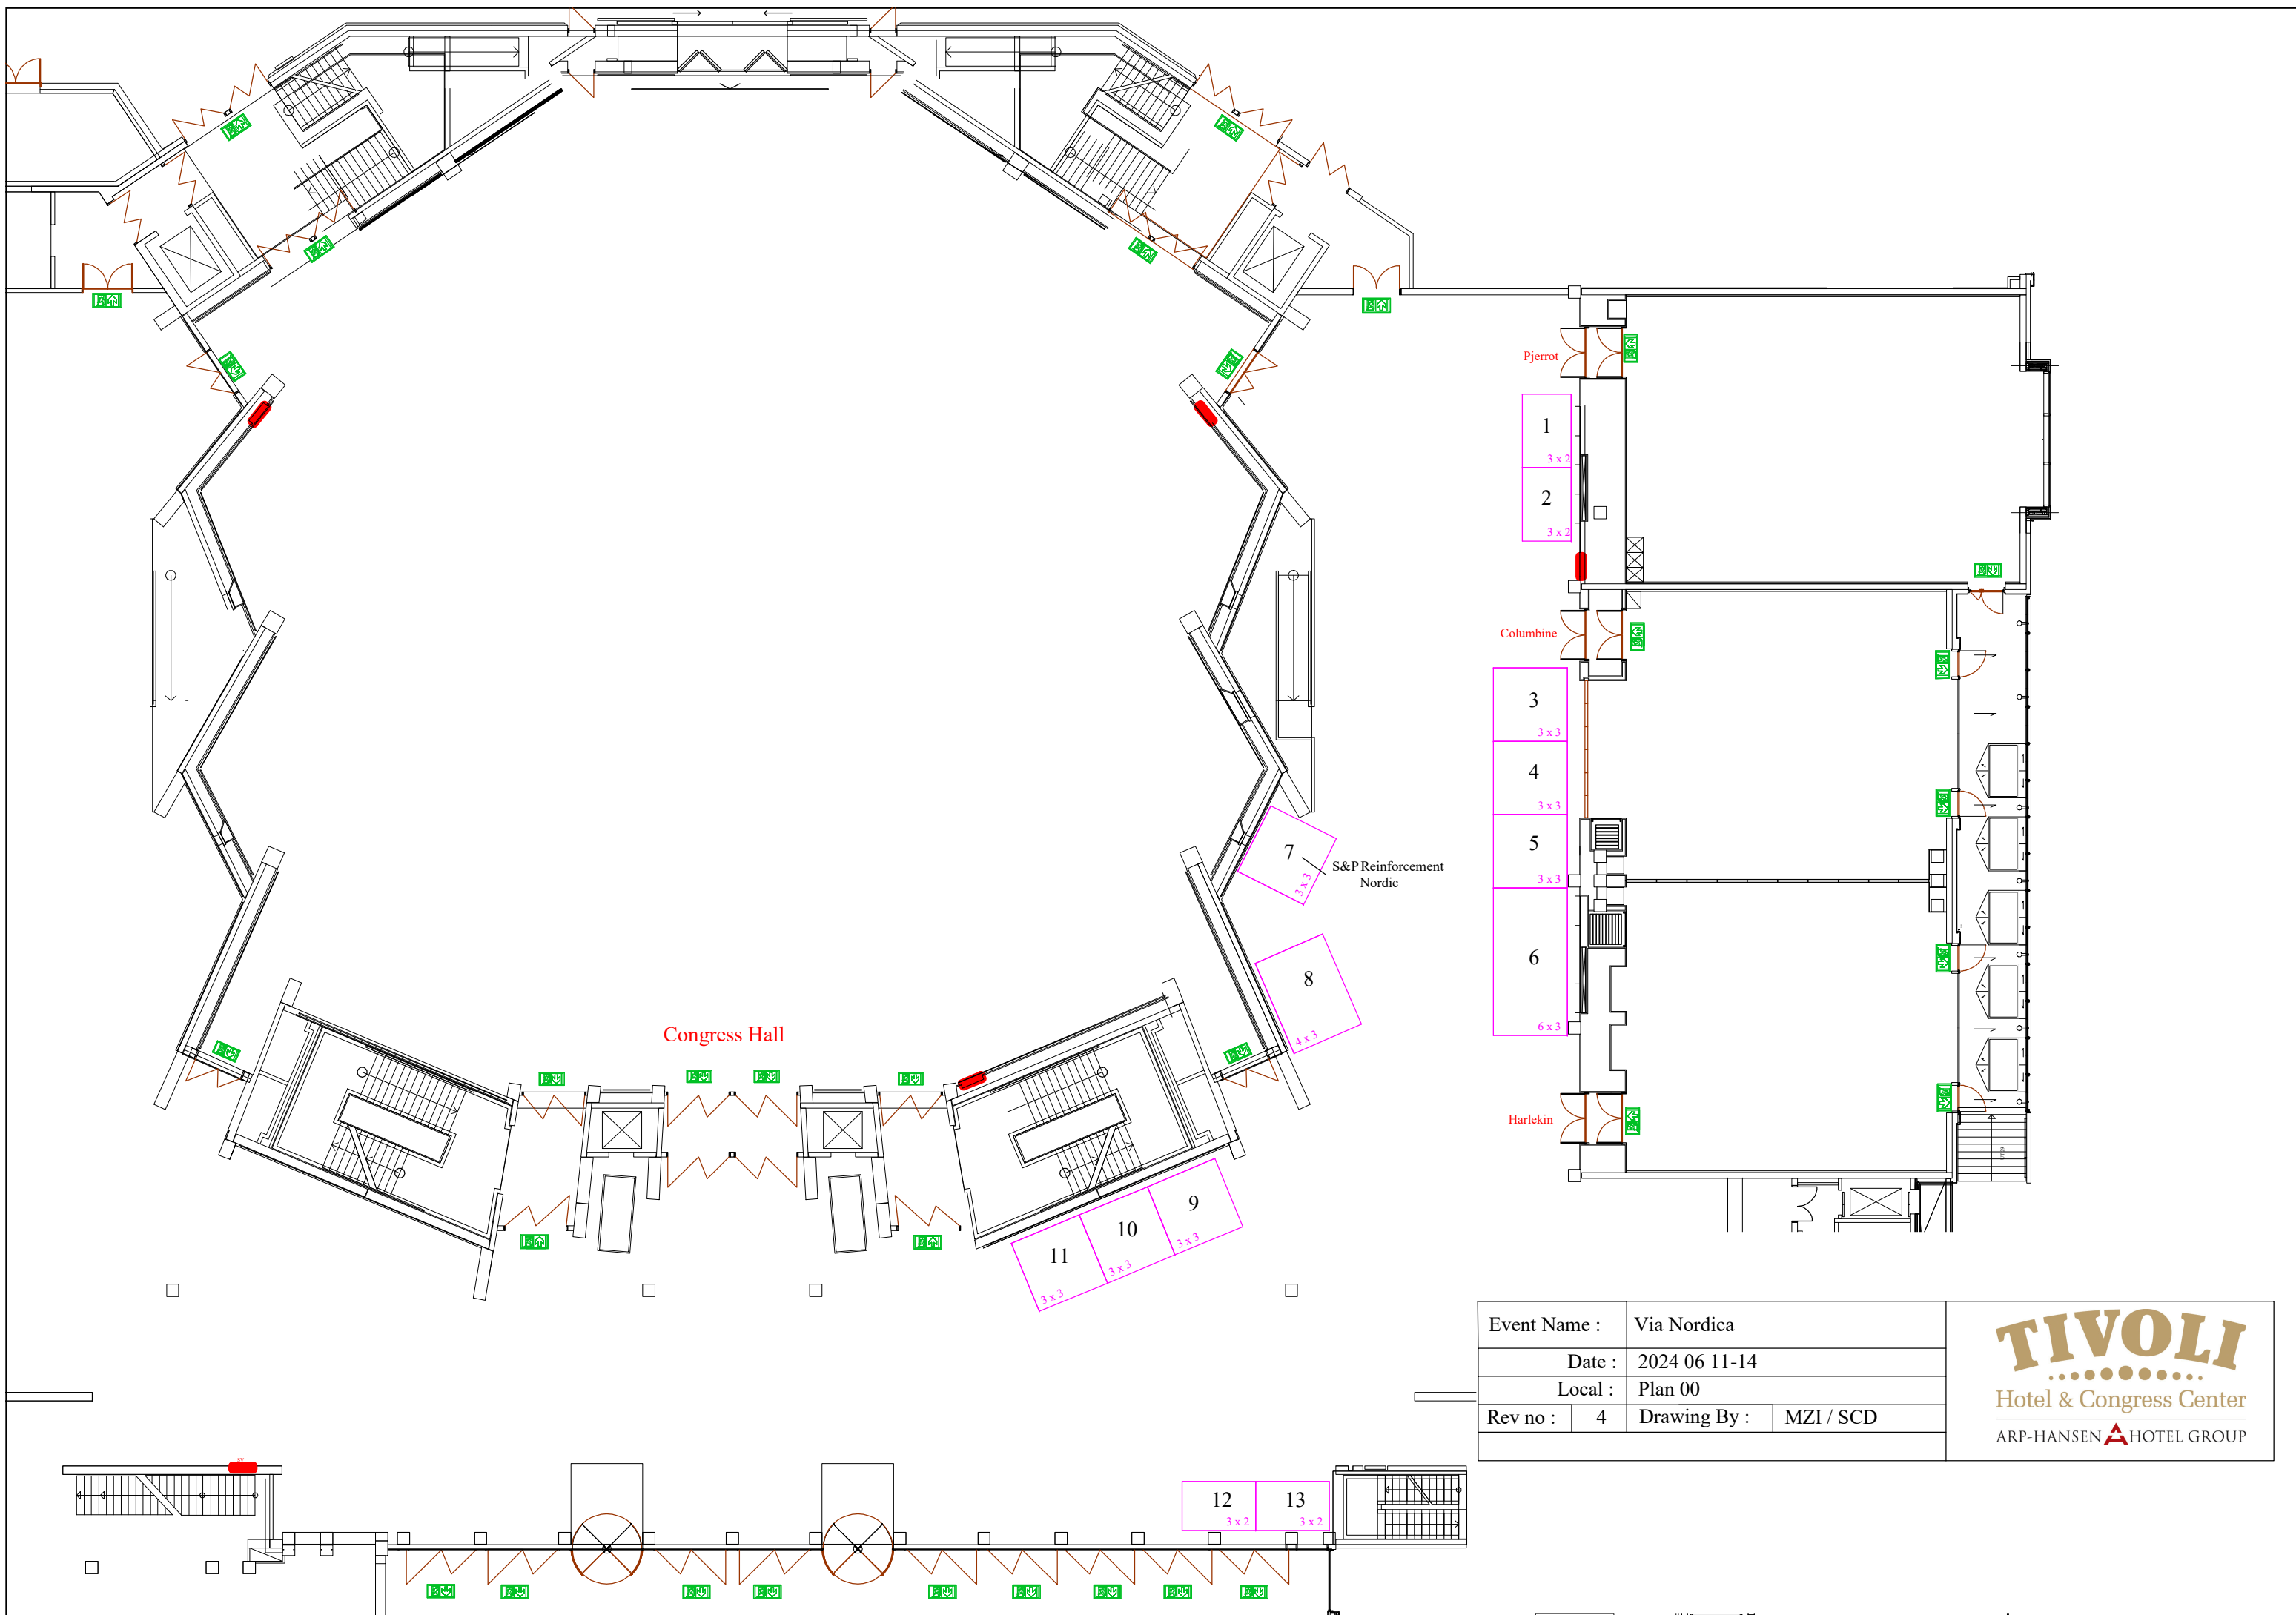 Pjerrot
1
3 x 2
2
3 x 2
Columbine
3
3 x 3
4
3 x 3
5
3 x 3
6
6 x 3
7
3 x 3
S&P Reinforcement
Nordic
8
4 x 3
Congress Hall
Harlekin
9
3 x 3
10
3 x 3
11
3 x 3
12
3 x 2
13
3 x 2
Event Name : Via Nordica
Date : 2024 06 11-14
Local : Plan 00
Rev no : 4 Drawing By : MZI / SCD
TIVOLI
Hotel & Congress Center
ARP-HANSEN HOTEL GROUP